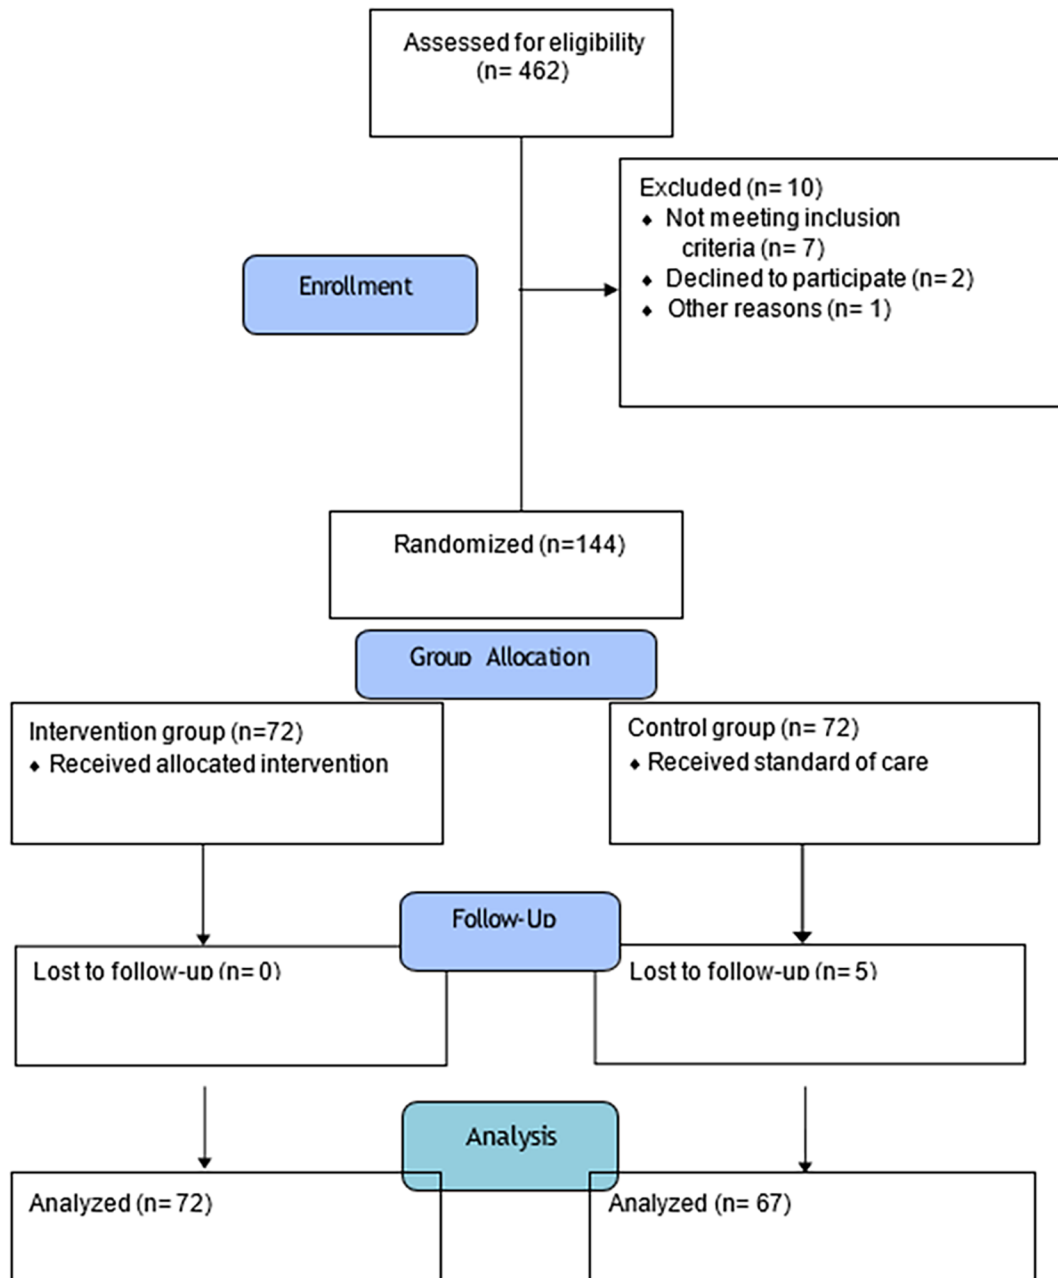 Assessed for eligibility
(n= 462)
Excluded (n= 10)
⬧ Not meeting inclusion
criteria (n= 7)
⬧ Declined to participate (n= 2)
⬧ Other reasons (n= 1)
Enrollment
Randomized (n=144)
Group Allocation
Intervention group (n=72)
⬧ Received allocated intervention
Control group (n= 72)
⬧ Received standard of care
Follow-Up
Lost to follow-up (n= 0)
Lost to follow-up (n= 5)
Analysis
Analyzed (n= 72)
Analyzed (n= 67)